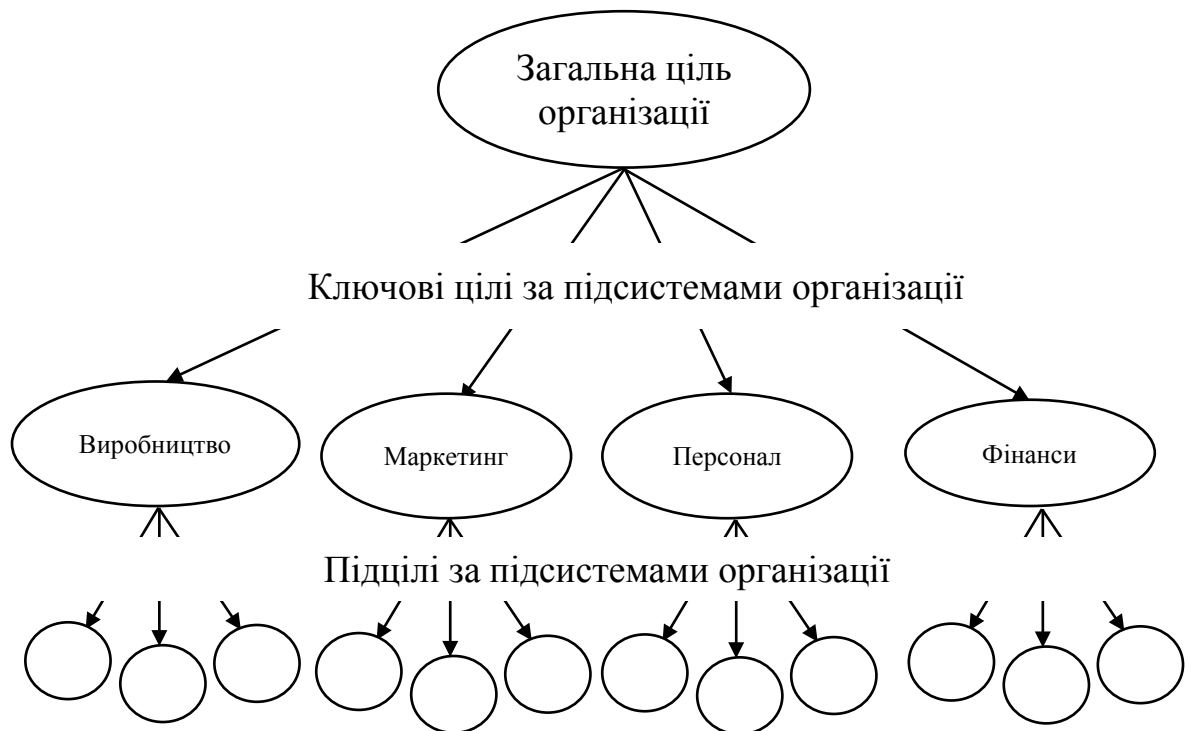 Загальна ціль
організації
Ключові цілі за підсистемами організації
Виробництво
Маркетинг
Персонал
Фінанси
Підцілі за підсистемами організації